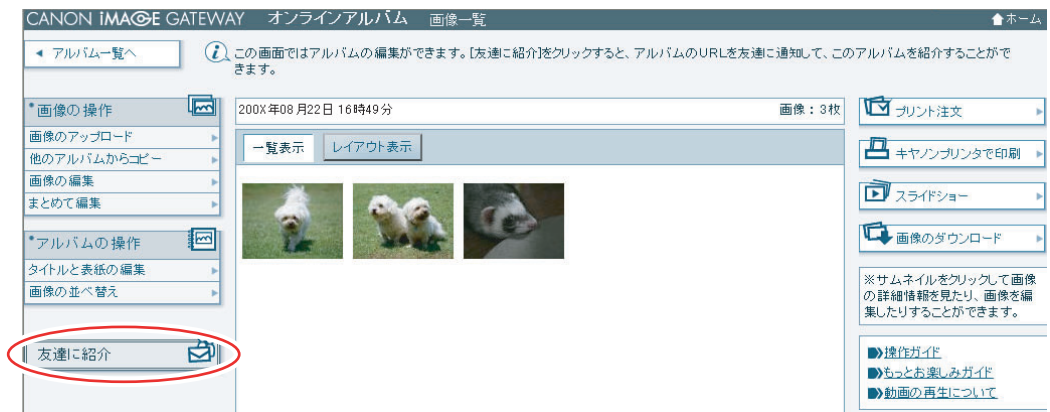 CANON iMAGE GATEWAY オンラインアルバム 画像一覧
ホーム
アルバム一覧へ
この画面ではアルバムの編集ができます。[友達に紹介]をクリックすると、アルバムのURLを友達に通知して、このアルバムを紹介することがで
きます。
画像の操作
画像のアップロード
他のアルバムからコピー
画像の編集
まとめて編集
アルバムの操作
タイトルと表紙の編集
画像の並べ替え
友達に紹介
200X年08月22日 16時49分
画像：3枚
一覧表示
レイアウト表示
プリント注文
キヤノンプリンタで印刷
スライドショー
画像のダウンロード
※サムネイルをクリックして画像
の詳細情報を見たり、画像を編
集したりすることができます。
操作ガイド
もっとお楽しみガイド
動画の再生について